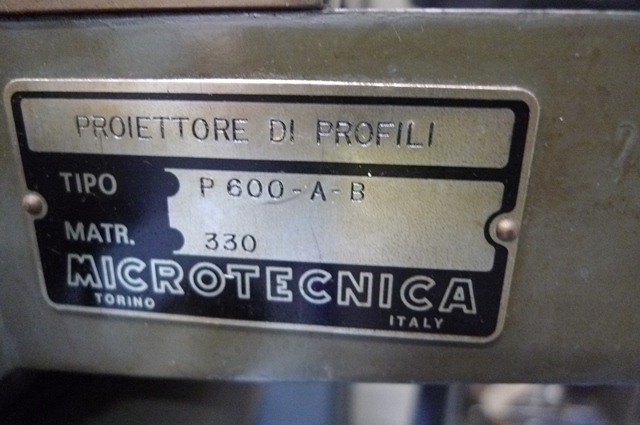 PROIETTORE DI PROFILI
TIPO P 600-A-B
MATR. 330
MICROTECNICA
TORINO ITALY